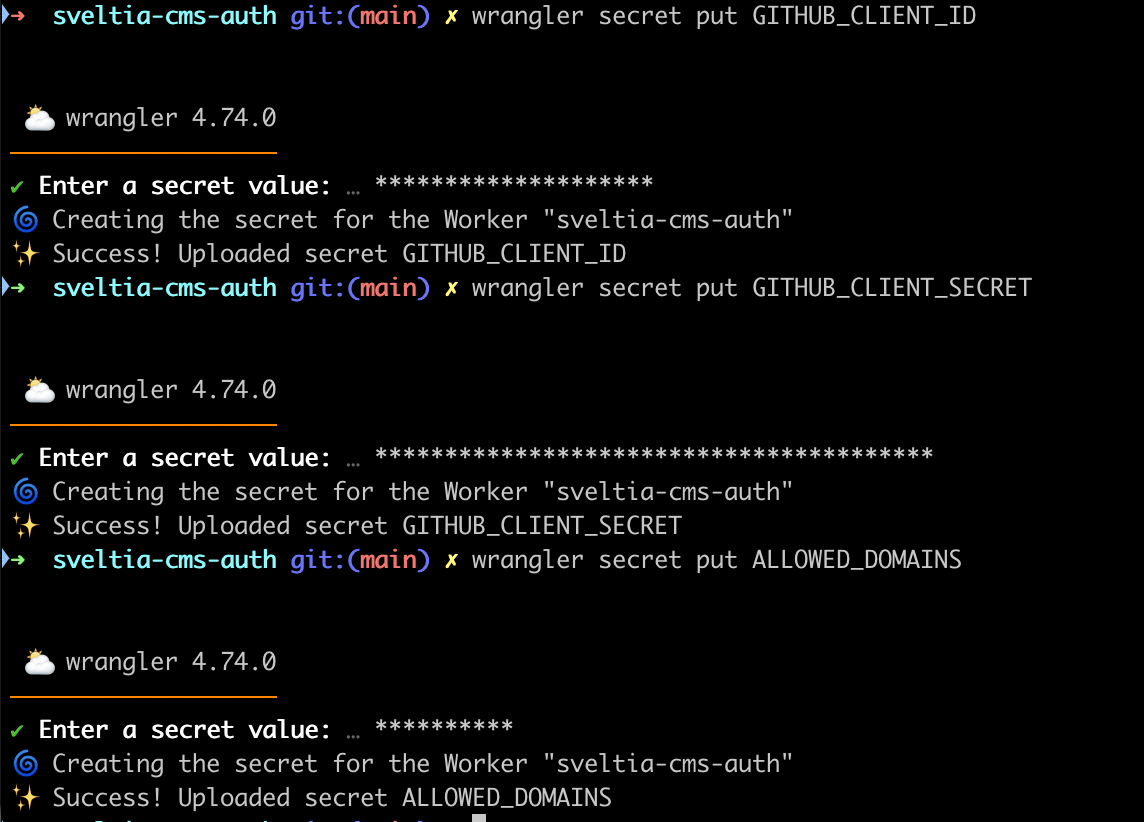 ➜  sveltia-cms-auth git:(main) ✗ wrangler secret put GITHUB_CLIENT_ID
⛅ wrangler 4.74.0
✔ Enter a secret value: … ********************
🌀 Creating the secret for the Worker "sveltia-cms-auth"
✨ Success! Uploaded secret GITHUB_CLIENT_ID
➜  sveltia-cms-auth git:(main) ✗ wrangler secret put GITHUB_CLIENT_SECRET
⛅ wrangler 4.74.0
✔ Enter a secret value: … ****************************************
🌀 Creating the secret for the Worker "sveltia-cms-auth"
✨ Success! Uploaded secret GITHUB_CLIENT_SECRET
➜  sveltia-cms-auth git:(main) ✗ wrangler secret put ALLOWED_DOMAINS
⛅ wrangler 4.74.0
✔ Enter a secret value: … **********
🌀 Creating the secret for the Worker "sveltia-cms-auth"
✨ Success! Uploaded secret ALLOWED_DOMAINS